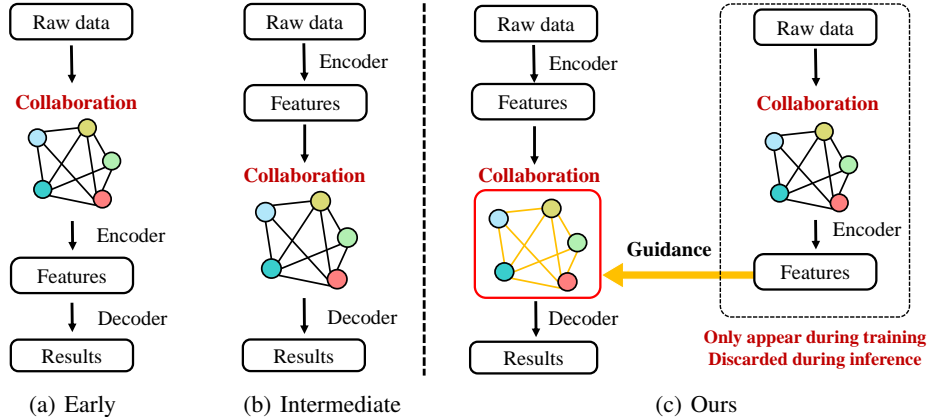 Raw data
Collaboration
Encoder
Features
Decoder
Results
(a) Early
Raw data
Encoder
Features
Collaboration
Decoder
Results
(b) Intermediate
Raw data
Encoder
Features
Collaboration
Decoder
Results
Guidance
Raw data
Collaboration
Encoder
Features
Only appear during training
Discarded during inference
(c) Ours